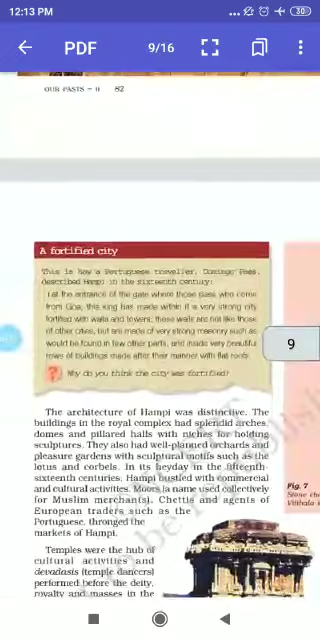 12:13 PM
30
PDF
9/16
OUR PASTS – II 82
A fortified city
This is how a Portuguese traveller, Domingo Paes,
described Hampi in the sixteenth century:
… at the entrance of the gate where those pass who come
from Goa, this king has made within it a very strong city
fortified with walls and towers; these walls are not like those
of other cities, but are made of very strong masonry such as
would be found in few other parts, and inside very beautiful
rows of buildings made after their manner with flat roofs.
? Why do you think the city was fortified?
9
The architecture of Hampi was distinctive. The
buildings in the royal complex had splendid arches,
domes and pillared halls with niches for holding
sculptures. They also had well-planned orchards and
pleasure gardens with sculptural motifs such as the
lotus and corbels. In its heyday in the fifteenth-
sixteenth centuries, Hampi bustled with commercial
and cultural activities. Moors (a name used collectively
for Muslim merchants), Chettis and agents of
European traders such as the
Portuguese, thronged the
markets of Hampi.
Temples were the hub of
cultural activities and
devadasis (temple dancers)
performed before the deity,
royalty and masses in the
Fig. 7
Stone
Vitthala